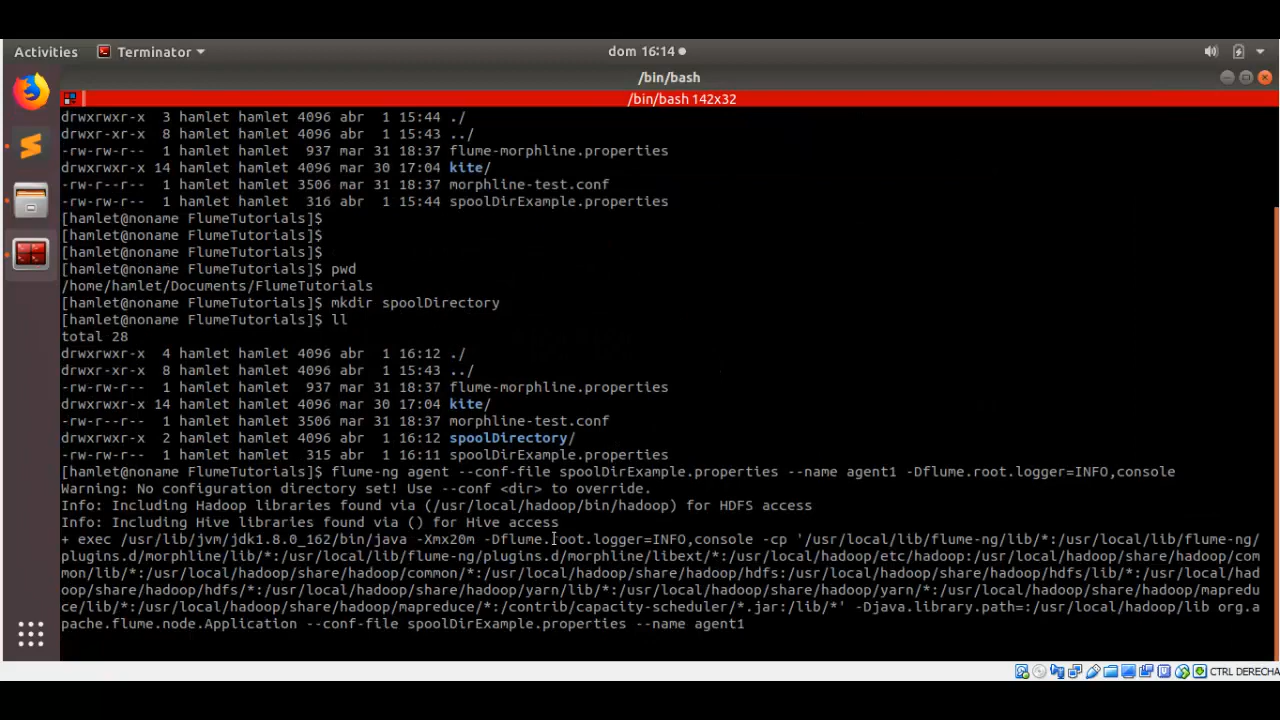 Activities Terminator dom 16:14
/bin/bash
/bin/bash 142x32
drwxrwxr-x 3 hamlet hamlet 4096 abr 1 15:44 ./
drwxrwxr-x 8 hamlet hamlet 4096 abr 1 15:43 ../
-rw-rw-r-- 1 hamlet hamlet 937 mar 31 18:37 flume-morphline.properties
drwxrwxr-x 14 hamlet hamlet 4096 mar 30 17:04 kite/
-rw-r--r-- 1 hamlet hamlet 3506 mar 31 18:37 morphline-test.conf
-rw-rw-r-- 1 hamlet hamlet 316 abr 1 15:44 spoolDirExample.properties
[hamlet@noname FlumeTutorials]$
[hamlet@noname FlumeTutorials]$
[hamlet@noname FlumeTutorials]$
[hamlet@noname FlumeTutorials]$ pwd
/home/hamlet/Documents/FlumeTutorials
[hamlet@noname FlumeTutorials]$ mkdir spoolDirectory
[hamlet@noname FlumeTutorials]$ ll
total 28
drwxrwxr-x 4 hamlet hamlet 4096 abr 1 16:12 ./
drwxr-xr-x 8 hamlet hamlet 4096 abr 1 15:43 ../
-rw-rw-r-- 1 hamlet hamlet 937 mar 31 18:37 flume-morphline.properties
drwxrwxr-x 14 hamlet hamlet 4096 mar 30 17:04 kite/
-rw-r--r-- 1 hamlet hamlet 3506 mar 31 18:37 morphline-test.conf
drwxrwxr-x 2 hamlet hamlet 4096 abr 1 16:12 spoolDirectory/
-rw-rw-r-- 1 hamlet hamlet 315 abr 1 16:11 spoolDirExample.properties
[hamlet@noname FlumeTutorials]$ flume-ng agent --conf-file spoolDirExample.properties --name agent1 -Dflume.root.logger=INFO,console
Warning: No configuration directory set! Use --conf <dir> to override.
Info: Including Hadoop libraries found via (/usr/local/hadoop/bin/hadoop) for HDFS access
Info: Including Hive libraries found via () for Hive access
+ exec /usr/lib/jvm/jdk1.8.0_162/bin/java -Xmx20m -Dflume.root.logger=INFO,console -cp '/usr/local/lib/flume-ng/lib/*:/usr/local/lib/flume-ng/
plugins.d/morphline/lib/*:/usr/local/lib/flume-ng/plugins.d/morphline/libext/*:/usr/local/hadoop/etc/hadoop:/usr/local/hadoop/share/hadoop/com
mon/lib/*:/usr/local/hadoop/share/hadoop/common/*:/usr/local/hadoop/share/hadoop/hdfs:/usr/local/hadoop/share/hadoop/hdfs/lib/*:/usr/local/had
oop/share/hadoop/hdfs/*:/usr/local/hadoop/share/hadoop/yarn/lib/*:/usr/local/hadoop/share/hadoop/yarn/*:/usr/local/hadoop/share/hadoop/mapredu
ce/lib/*:/usr/local/hadoop/share/hadoop/mapreduce/*:/contrib/capacity-scheduler/*.jar:/lib/*' -Djava.library.path=:/usr/local/hadoop/lib org.a
pache.flume.node.Application --conf-file spoolDirExample.properties --name agent1
CTRL DERECHA